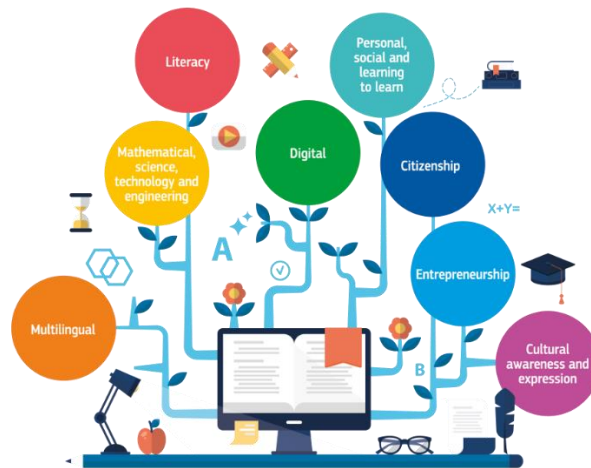 Literacy
Personal,
social and
learning
to learn
Mathematical,
science,
technology and
engineering
Digital
Citizenship
X+Y=
A
Entrepreneurship
Multilingual
B
Cultural
awareness and
expression